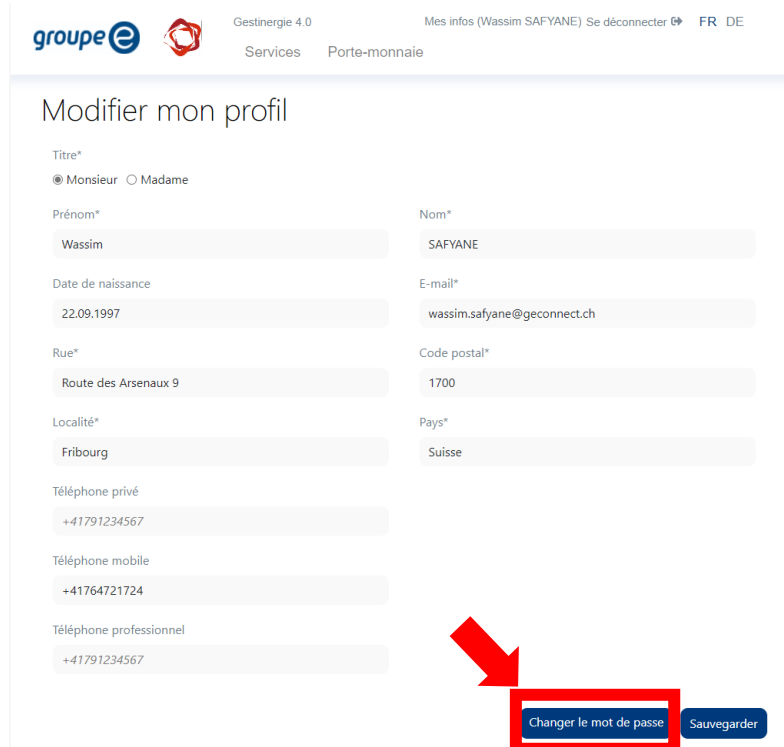 groupe e
Gestinergie 4.0
Mes infos (Wassim SAFYANE) Se déconnecter
FR DE
Services Porte-monnaie
Modifier mon profil
Titre*
Monsieur Madame
Prénom* Nom*
Wassim SAFYANE
Date de naissance E-mail*
22.09.1997 wassim.safyane@geconnect.ch
Rue* Code postal*
Route des Arsenaux 9 1700
Localité* Pays*
Fribourg Suisse
Téléphone privé
+41791234567
Téléphone mobile
+41764721724
Téléphone professionnel
+41791234567
Changer le mot de passe Sauvegarder